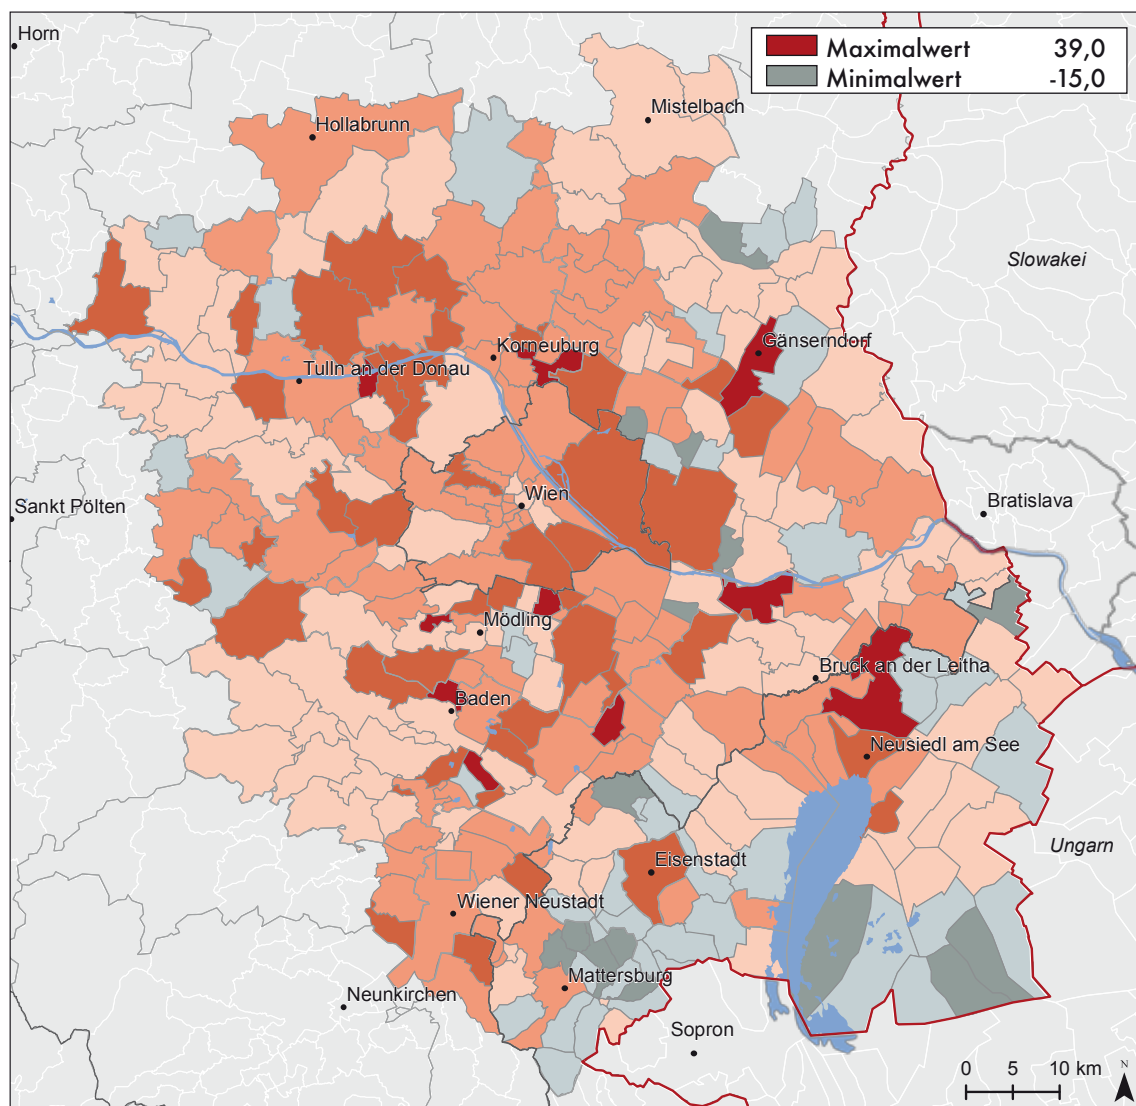 Horn
Maximalwert 39,0
Minimalwert -15,0
Mistelbach
Hollabrunn
Slowakei
Gänserndorf
Korneuburg
Tulln an der Donau
Wien
Bratislava
Sankt Pölten
Mödling
Bruck an der Leitha
Baden
Neusiedl am See
Ungarn
Eisenstadt
Wiener Neustadt
Mattersburg
Neunkirchen
Sopron
0 5 10 km
N